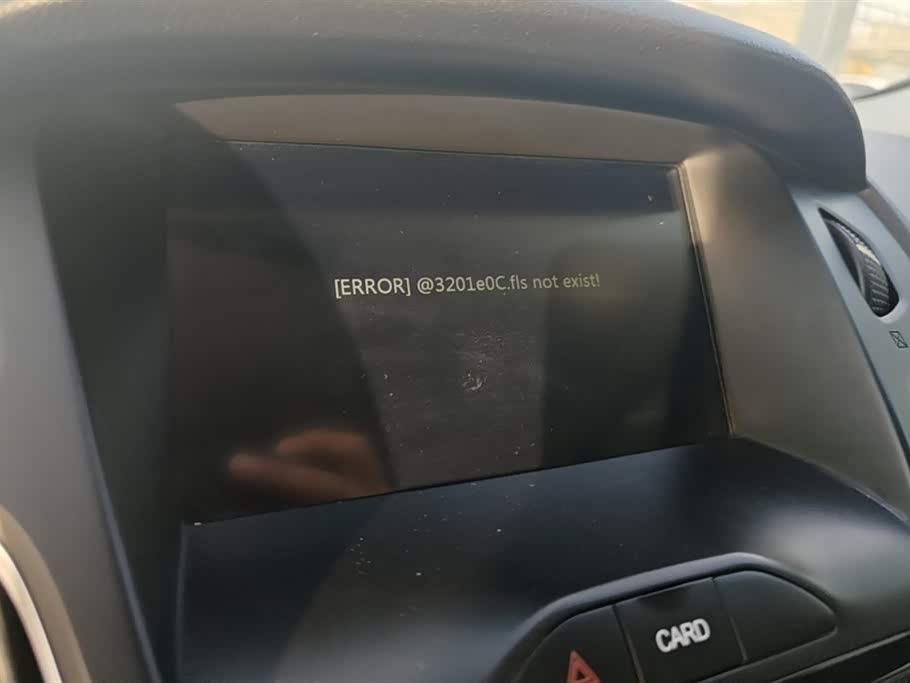 [ERROR] @3201e0C.fls not exist!
CARD